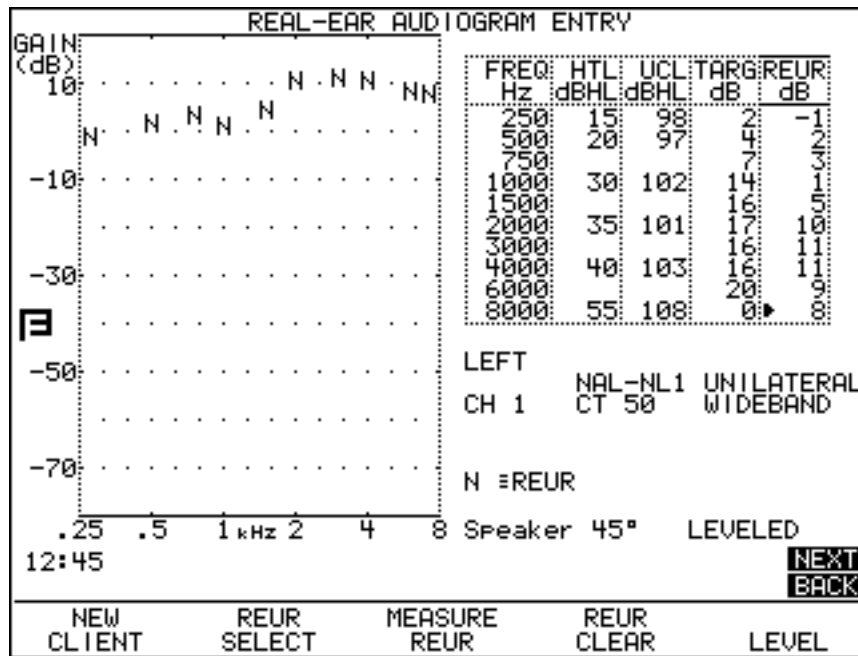 REAL-EAR AUDIOGRAM ENTRY
GAIN
(dB)
10
-10
-30
-50
-70
.25 .5 1 kHz 2 4 8
N N N N N N N N N N
FREQ HTL UCL TARG REUR
Hz dBHL dBHL dB dB
250 15 98 2 -1
500 20 97 4 2
750 7 3
1000 30 102 14 1
1500 16 5
2000 35 101 17 10
3000 16 11
4000 40 103 16 11
6000 20 9
8000 55 108 0 8
LEFT
NAL-NL1 UNILATERAL
CH 1 CT 50 WIDEBAND
N REUR
Speaker 45° LEVELED
12:45
NEXT
BACK
NEW CLIENT
REUR SELECT
MEASURE REUR
REUR CLEAR
LEVEL